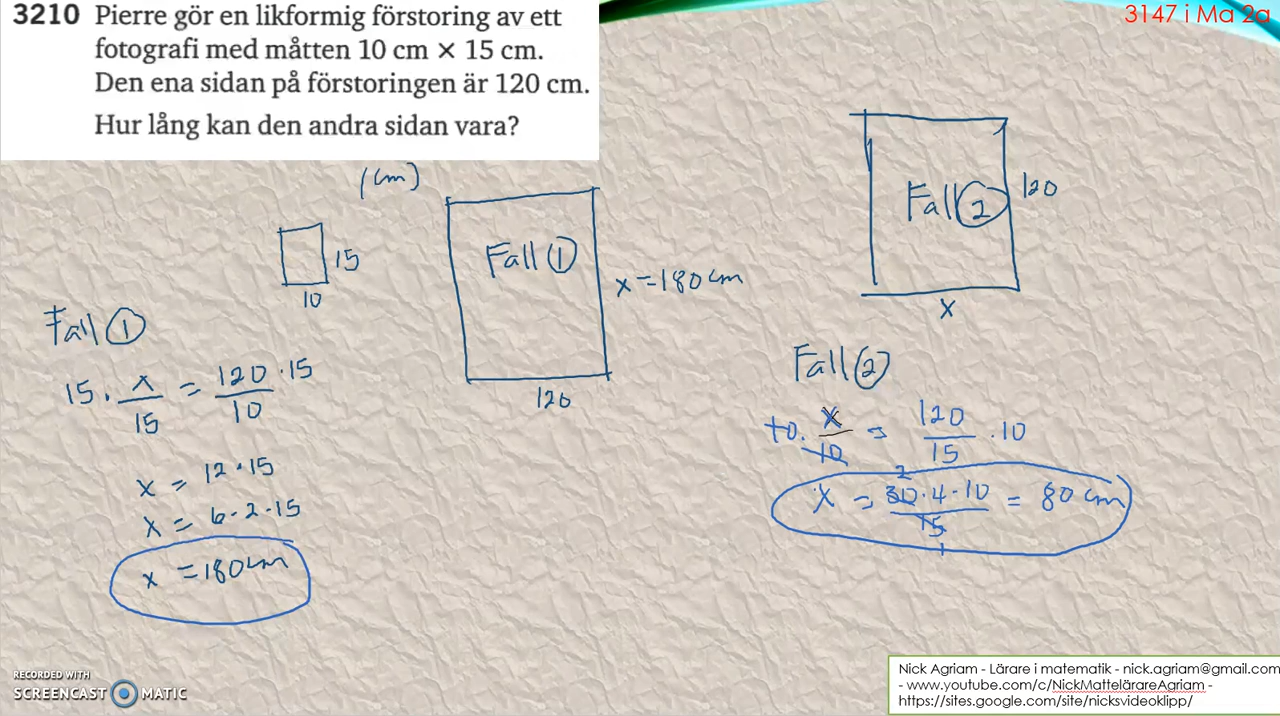 3210 Pierre gör en likformig förstoring av ett
fotografi med måtten 10 cm × 15 cm.
Den ena sidan på förstoringen är 120 cm.
Hur lång kan den andra sidan vara?
3147 i Ma 2a
(cm)
15
10
Fall ①
x = 180 cm
120
Fall ②
120
x
Fall ①
15 · x/15 = 120/10 · 15
x = 12 · 15
x = 6 · 2 · 15
x = 180 cm
Fall ②
10 · x/10 = 120/15 · 10
2
x = 30 · 4 · 10 / 15 = 80 cm
1
RECORDED WITH
SCREENCAST MATIC
Nick Agriam - Lärare i matematik - nick.agriam@gmail.com
- www.youtube.com/c/NickMattelärareAgriam -
https://sites.google.com/site/nicksvideoklipp/